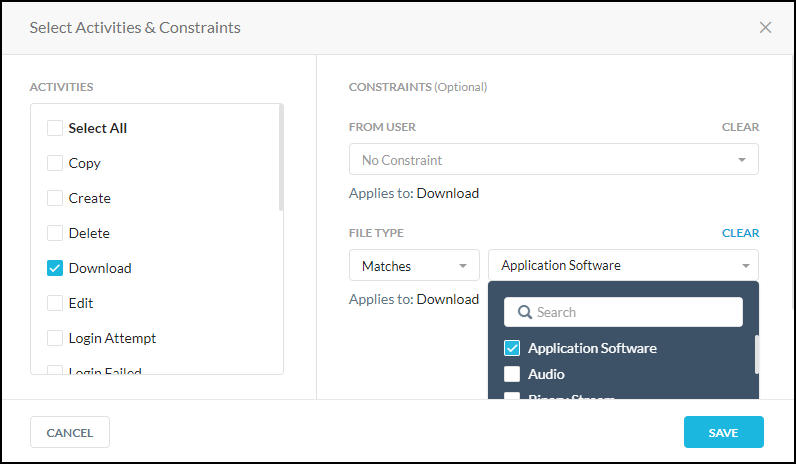 Select Activities & Constraints
ACTIVITIES
Select All
Copy
Create
Delete
Download
Edit
Login Attempt
Login Failed
CONSTRAINTS (Optional)
FROM USER CLEAR
No Constraint
Applies to: Download
FILE TYPE CLEAR
Matches Application Software
Applies to: Download
Search
Application Software
Audio
Binary Stream
CANCEL SAVE